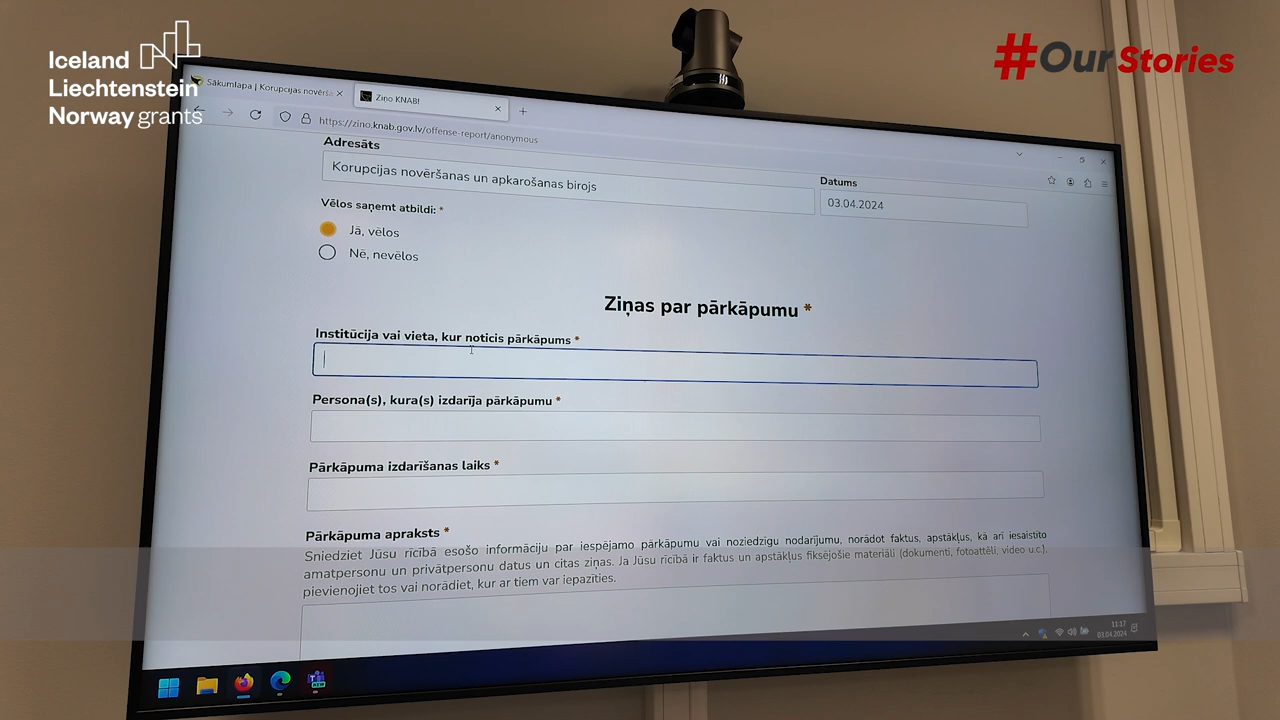 Iceland
Liechtenstein
Norway grants
#OurStories
Sākumlapa | Korupcijas novērša
Ziņo KNAB!
https://zino.knab.gov.lv/offense-report/anonymous
Adresāts
Korupcijas novēršanas un apkarošanas birojs
Datums
03.04.2024
Vēlos saņemt atbildi: *
Jā, vēlos
Nē, nevēlos
Ziņas par pārkāpumu *
Institūcija vai vieta, kur noticis pārkāpums *
Persona(s), kura(s) izdarīja pārkāpumu *
Pārkāpuma izdarīšanas laiks *
Pārkāpuma apraksts *
Sniedziet Jūsu rīcībā esošo informāciju par iespējamo pārkāpumu vai noziedzīgu nodarījumu, norādot faktus, apstākļus, kā arī iesaistīto
amatpersonu un privātpersonu datus un citas ziņas. Ja Jūsu rīcībā ir faktus un apstākļus fiksējošie materiāli (dokumenti, fotoattēli, video u.c.),
pievienojiet tos vai norādiet, kur ar tiem var iepazīties.
11:17
03.04.2024